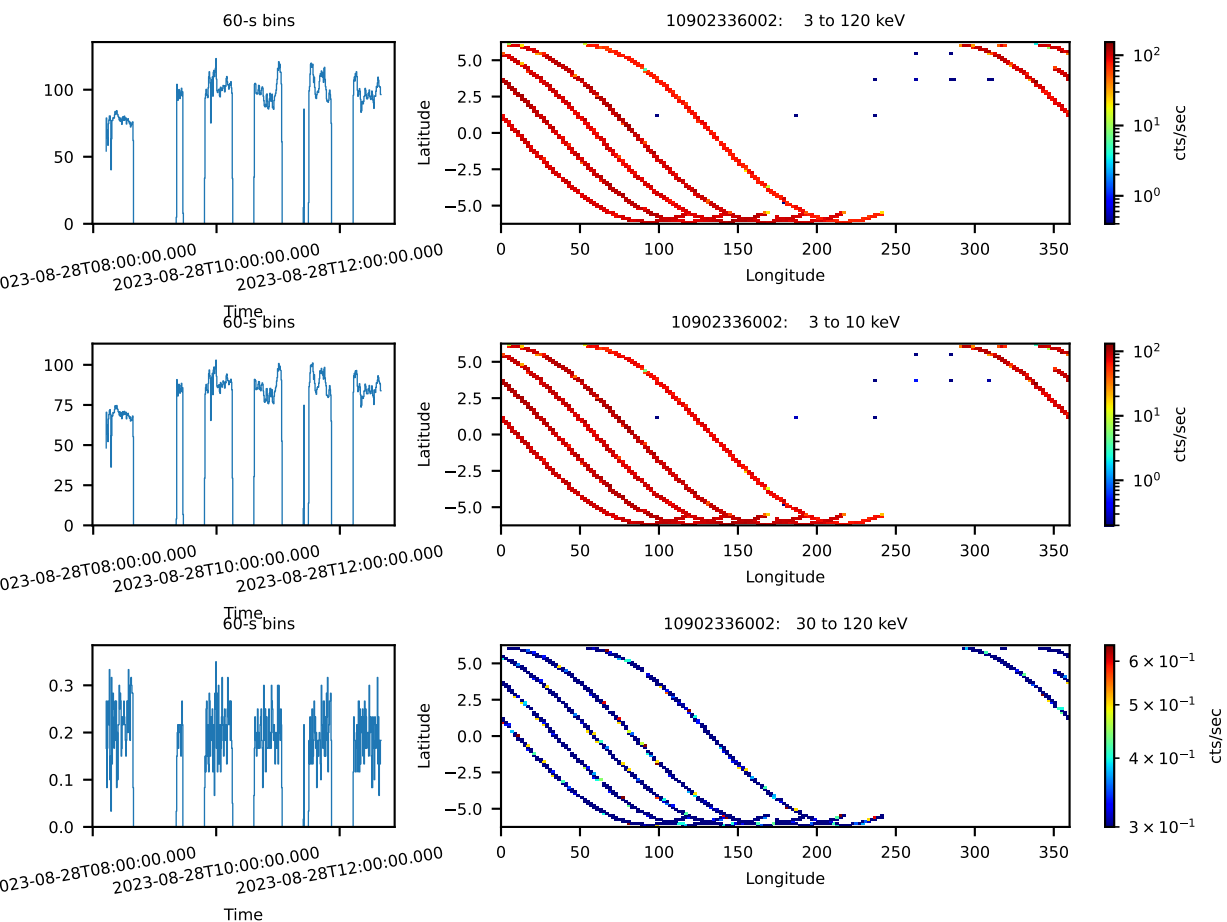 60-s bins
10902336002:    3 to 120 keV
100
50
0
5.0
2.5
0.0
−2.5
−5.0
Latitude
0 50 100 150 200 250 300 350
Longitude
10²
10¹
10⁰
cts/sec
023-08-28T08:00:00.000
2023-08-28T10:00:00.000
2023-08-28T12:00:00.000
Time
60-s bins
10902336002:    3 to 10 keV
100
75
50
25
0
5.0
2.5
0.0
−2.5
−5.0
Latitude
0 50 100 150 200 250 300 350
Longitude
10²
10¹
10⁰
cts/sec
023-08-28T08:00:00.000
2023-08-28T10:00:00.000
2023-08-28T12:00:00.000
Time
60-s bins
10902336002:   30 to 120 keV
0.3
0.2
0.1
0.0
5.0
2.5
0.0
−2.5
−5.0
Latitude
0 50 100 150 200 250 300 350
Longitude
6 × 10⁻¹
5 × 10⁻¹
4 × 10⁻¹
3 × 10⁻¹
cts/sec
023-08-28T08:00:00.000
2023-08-28T10:00:00.000
2023-08-28T12:00:00.000
Time